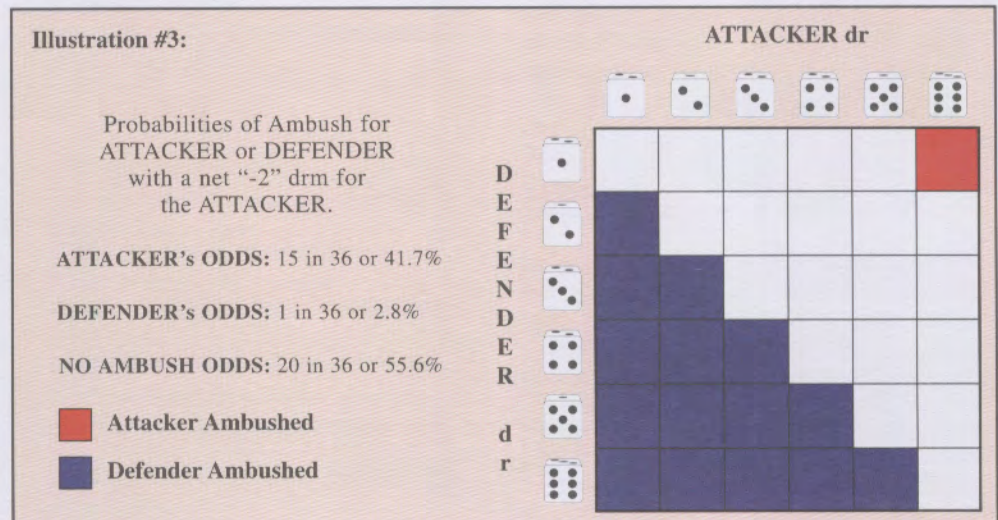 Illustration #3:
ATTACKER dr
Probabilities of Ambush for
ATTACKER or DEFENDER
with a net “-2” drm for
the ATTACKER.
ATTACKER's ODDS: 15 in 36 or 41.7%
DEFENDER's ODDS: 1 in 36 or 2.8%
NO AMBUSH ODDS: 20 in 36 or 55.6%
Attacker Ambushed
Defender Ambushed
DEFENDER dr